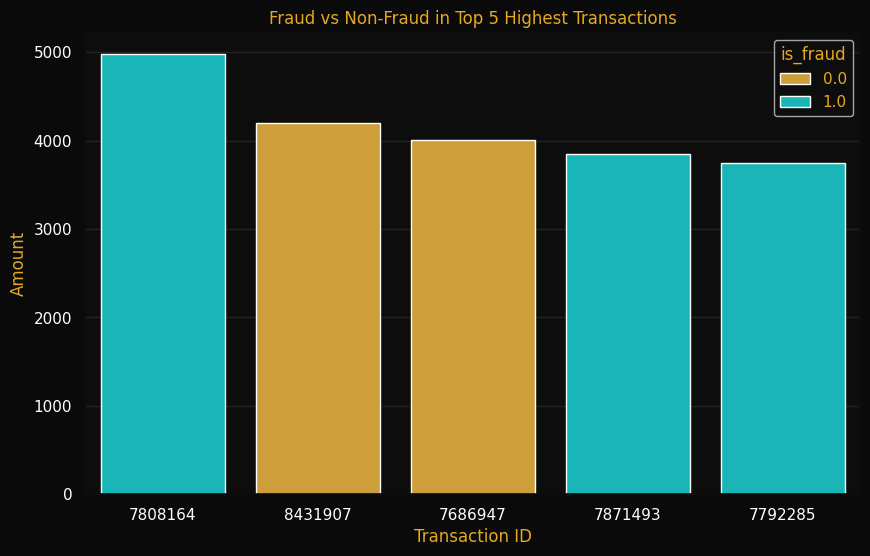 Fraud vs Non-Fraud in Top 5 Highest Transactions
is_fraud
0.0
1.0
5000
4000
3000
2000
1000
0
Amount
7808164 8431907 7686947 7871493 7792285
Transaction ID